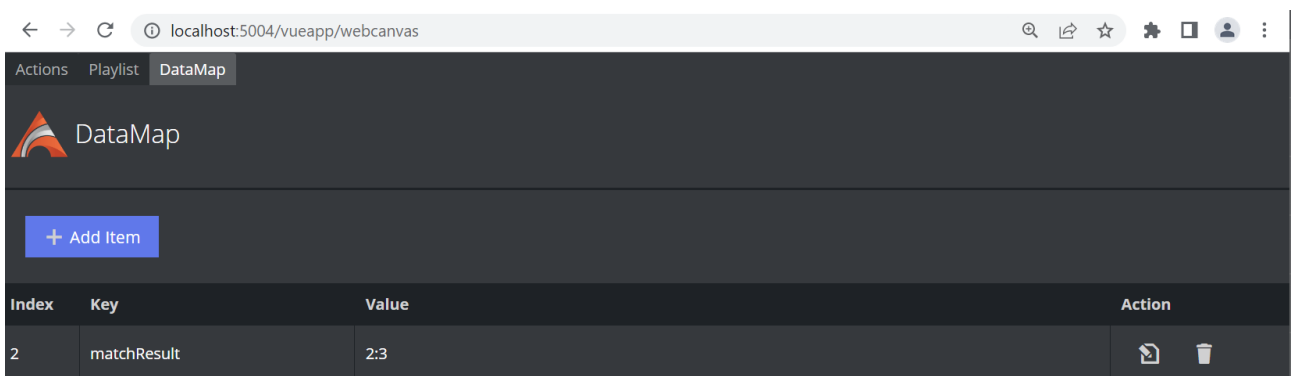 localhost:5004/vueapp/webcanvas
Actions Playlist DataMap
DataMap
+ Add Item
Index Key Value Action
2 matchResult 2:3